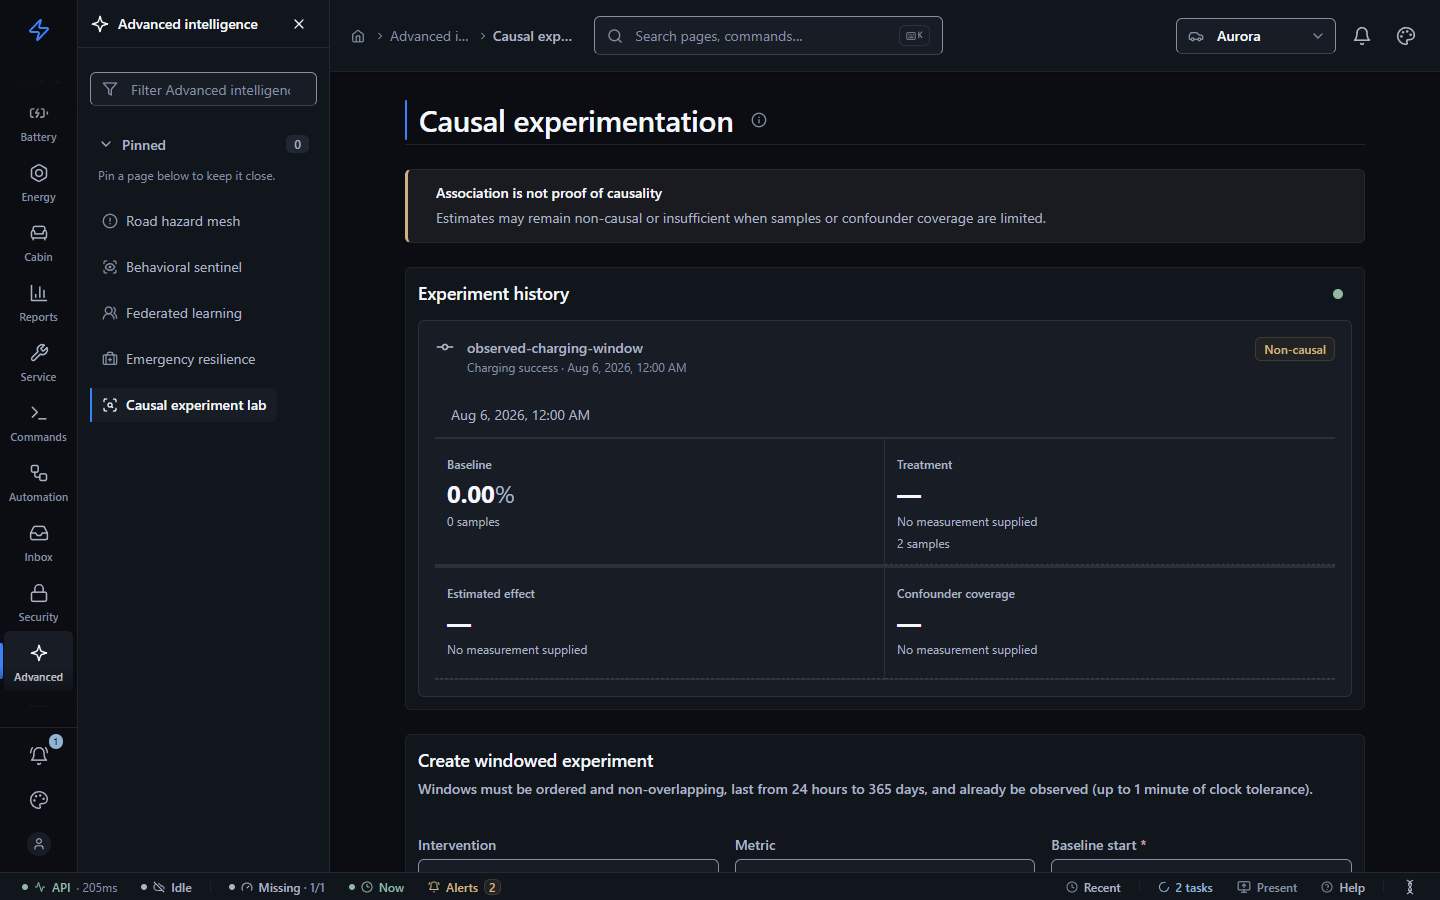 Advanced intelligence
Advanced i...
Causal exp...
Search pages, commands...
K
Aurora
Filter Advanced intelligenc
Pinned
0
Pin a page below to keep it close.
Road hazard mesh
Behavioral sentinel
Federated learning
Emergency resilience
Causal experiment lab
Battery
Energy
Cabin
Reports
Service
Commands
Automation
Inbox
Security
Advanced
1
Causal experimentation
Association is not proof of causality
Estimates may remain non-causal or insufficient when samples or confounder coverage are limited.
Experiment history
observed-charging-window
Charging success · Aug 6, 2026, 12:00 AM
Non-causal
Aug 6, 2026, 12:00 AM
Baseline
0.00%
0 samples
Treatment
—
No measurement supplied
2 samples
Estimated effect
—
No measurement supplied
Confounder coverage
—
No measurement supplied
Create windowed experiment
Windows must be ordered and non-overlapping, last from 24 hours to 365 days, and already be observed (up to 1 minute of clock tolerance).
Intervention
Metric
Baseline start *
API · 205ms
Idle
Missing · 1/1
Now
Alerts 2
Recent
2 tasks
Present
Help